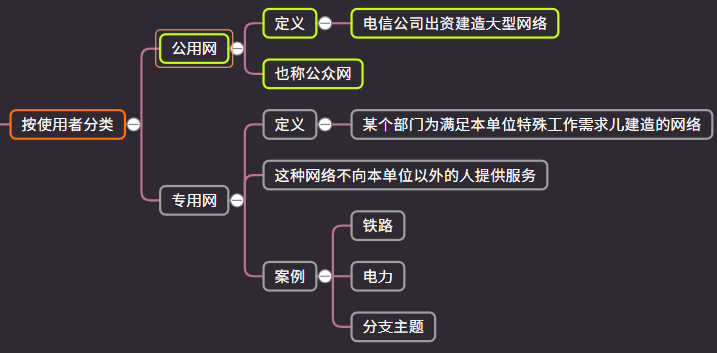 按使用者分类
公用网
定义
电信公司出资建造大型网络
也称公众网
专用网
定义
某个部门为满足本单位特殊工作需求儿建造的网络
这种网络不向本单位以外的人提供服务
案例
铁路
电力
分支主题